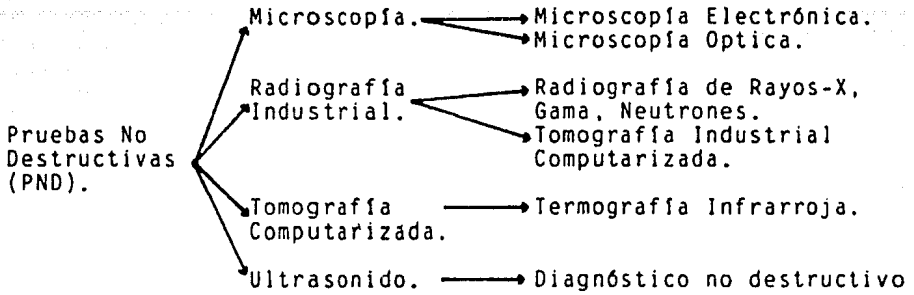 Microscopía.
Microscopía Electrónica.
Microscopía Optica.
Radiografía
Industrial.
Radiografía de Rayos-X,
Gama, Neutrones.
Tomografía Industrial
Computarizada.
Pruebas No
Destructivas
(PND).
Tomografía
Computarizada.
Termografía Infrarroja.
Ultrasonido.
Diagnóstico no destructivo